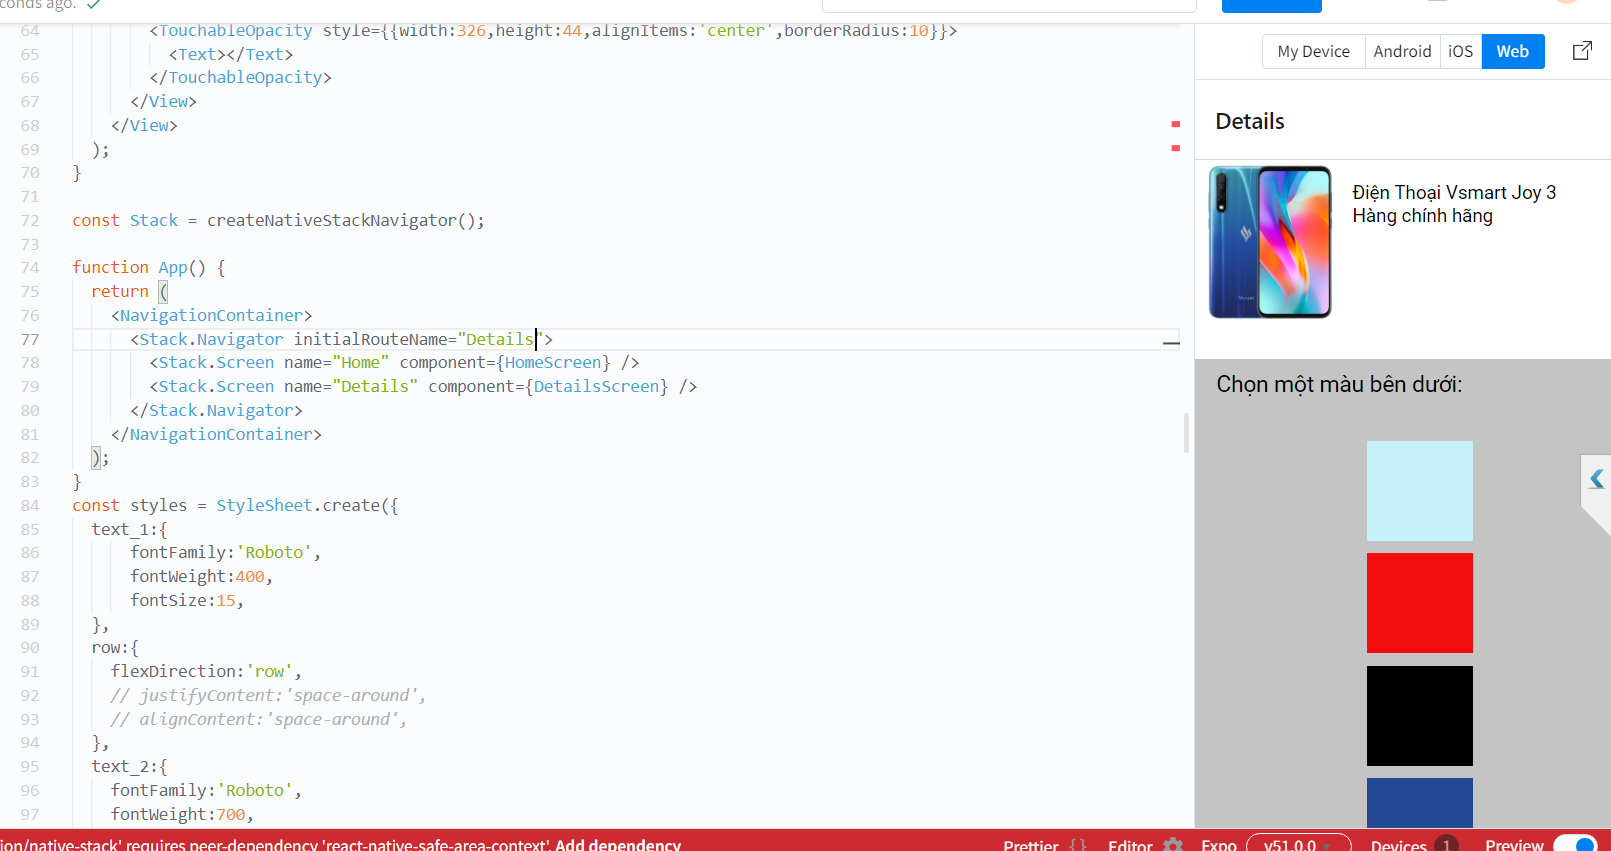 conds ago.
64 <TouchableOpacity style={{width:326,height:44,alignItems:'center',borderRadius:10}}>
65 <Text></Text>
66 </TouchableOpacity>
67 </View>
68 </View>
69 );
70 }
71
72 const Stack = createNativeStackNavigator();
73
74 function App() {
75 return (
76 <NavigationContainer>
77 <Stack.Navigator initialRouteName="Details">
78 <Stack.Screen name="Home" component={HomeScreen} />
79 <Stack.Screen name="Details" component={DetailsScreen} />
80 </Stack.Navigator>
81 </NavigationContainer>
82 );
83 }
84 const styles = StyleSheet.create({
85 text_1:{
86 fontFamily:'Roboto',
87 fontWeight:400,
88 fontSize:15,
89 },
90 row:{
91 flexDirection:'row',
92 // justifyContent:'space-around',
93 // alignContent:'space-around',
94 },
95 text_2:{
96 fontFamily:'Roboto',
97 fontWeight:700,
My Device Android iOS Web
Details
Điện Thoại Vsmart Joy 3
Hàng chính hãng
Chọn một màu bên dưới:
ion/native-stack' requires peer-dependency 'react-native-safe-area-context'. Add dependency
Prettier { } Editor Expo v51.0.0 Devices 1 Preview